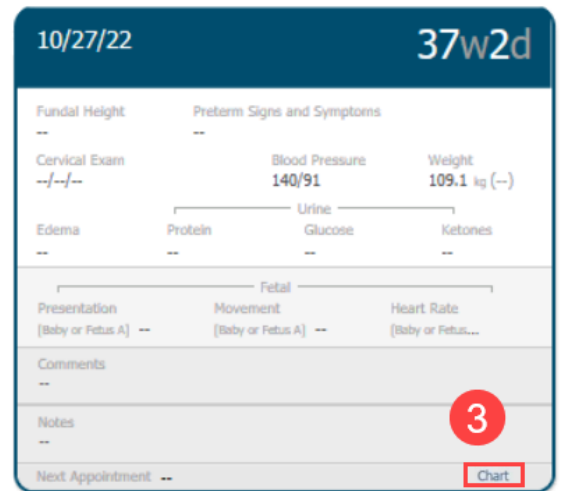 10/27/22 37w2d
Fundal Height Preterm Signs and Symptoms
-- --
Cervical Exam Blood Pressure Weight
--/--/-- 140/91 109.1 kg (--)
Urine
Edema Protein Glucose Ketones
-- -- -- --
Fetal
Presentation Movement Heart Rate
[Baby or Fetus A] -- [Baby or Fetus A] -- [Baby or Fetus...
Comments
--
Notes
--
3
Next Appointment -- Chart